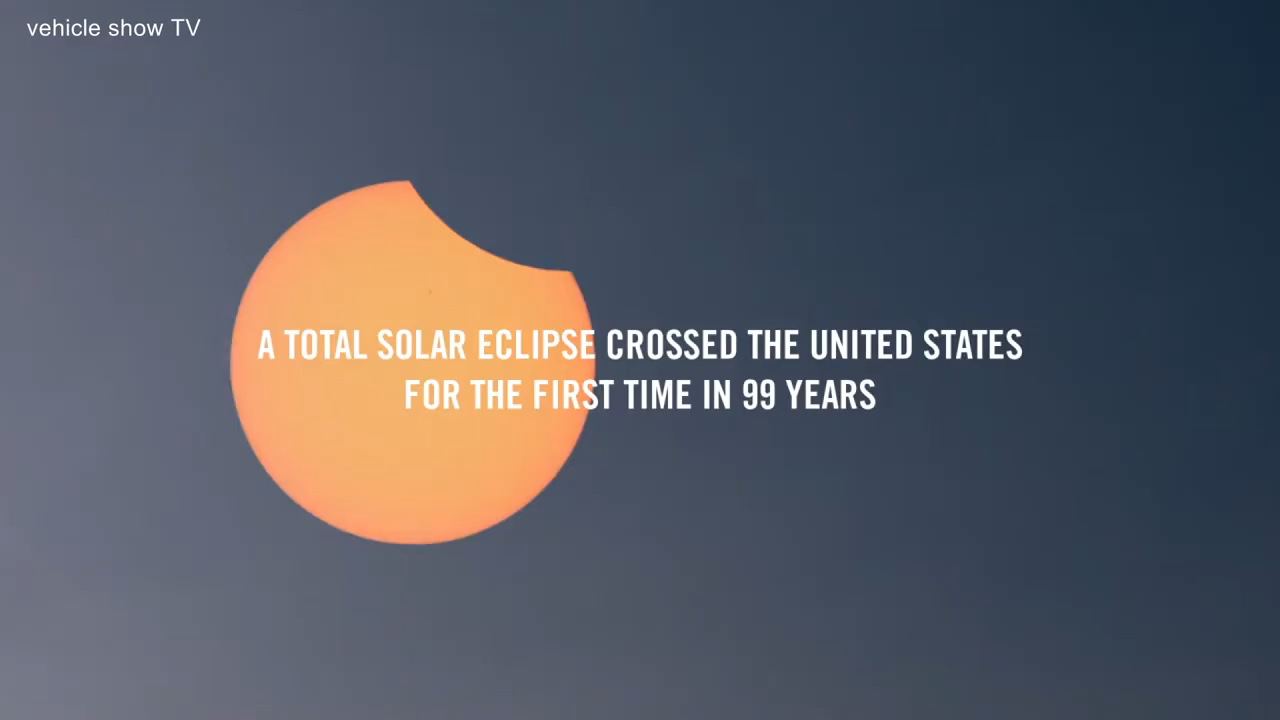 vehicle show TV
A TOTAL SOLAR ECLIPSE CROSSED THE UNITED STATES
FOR THE FIRST TIME IN 99 YEARS